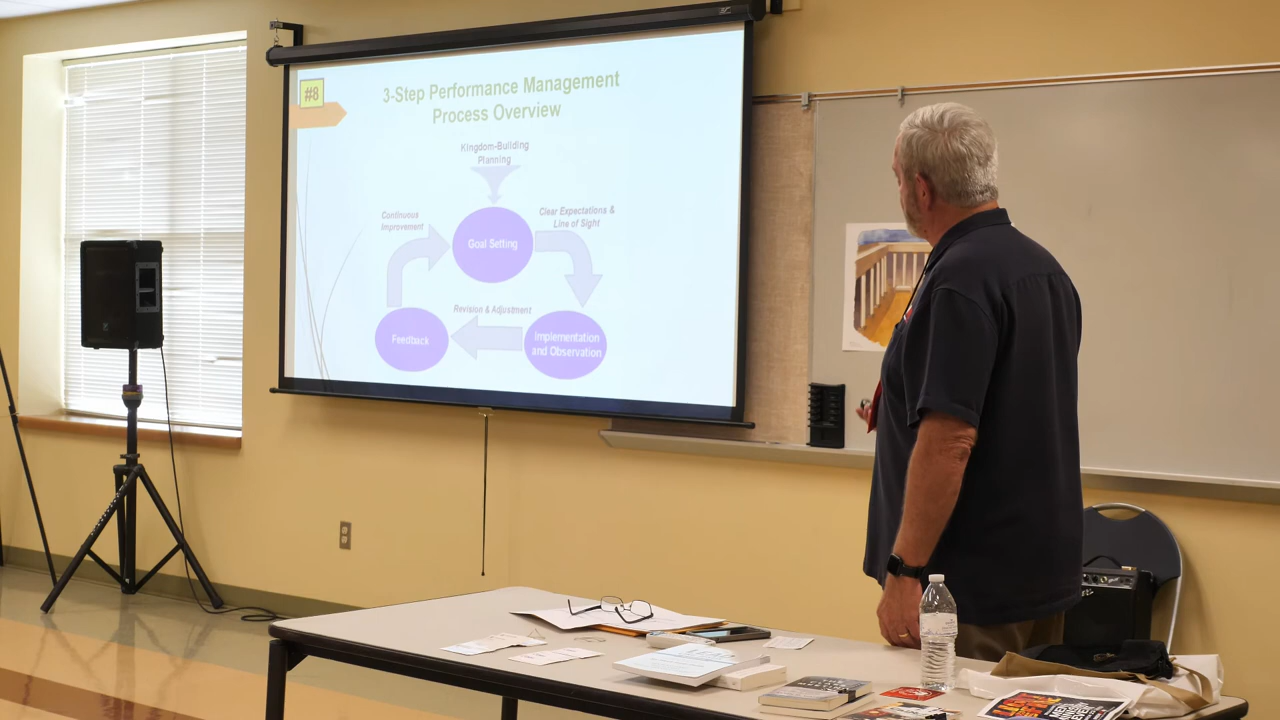 #8
3-Step Performance Management
Process Overview
Kingdom-Building
Planning
Continuous
Improvement
Clear Expectations &
Line of Sight
Goal Setting
Revision & Adjustment
Feedback
Implementation
and Observation